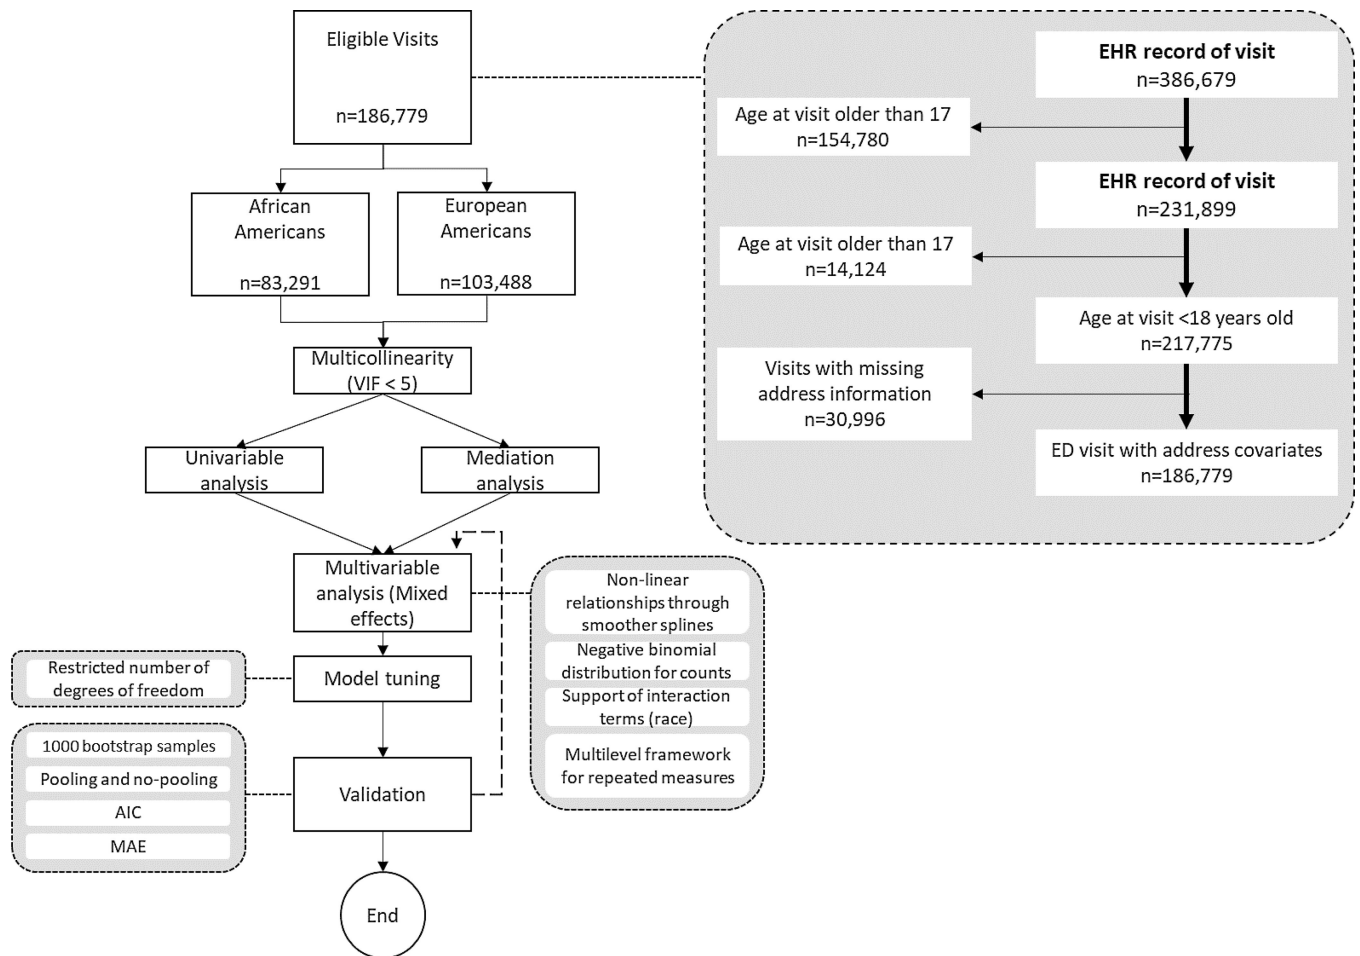 Eligible Visits
n=186,779
African
Americans
n=83,291
European
Americans
n=103,488
Multicollinearity
(VIF < 5)
Univariable
analysis
Mediation
analysis
Multivariable
analysis (Mixed
effects)
Model tuning
Validation
End
Restricted number of
degrees of freedom
1000 bootstrap samples
Pooling and no-pooling
AIC
MAE
Non-linear
relationships through
smoother splines
Negative binomial
distribution for counts
Support of interaction
terms (race)
Multilevel framework
for repeated measures
EHR record of visit
n=386,679
Age at visit older than 17
n=154,780
EHR record of visit
n=231,899
Age at visit older than 17
n=14,124
Age at visit <18 years old
n=217,775
Visits with missing
address information
n=30,996
ED visit with address covariates
n=186,779